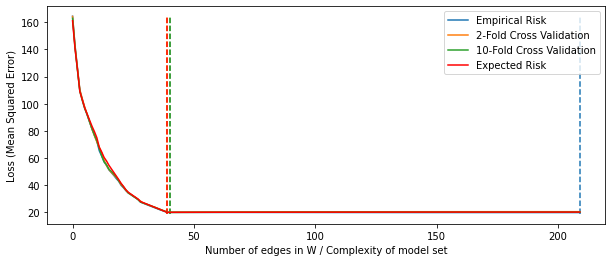 160
140
120
100
80
60
40
20
Loss (Mean Squared Error)
Empirical Risk
2-Fold Cross Validation
10-Fold Cross Validation
Expected Risk
0
50
100
150
200
Number of edges in W / Complexity of model set